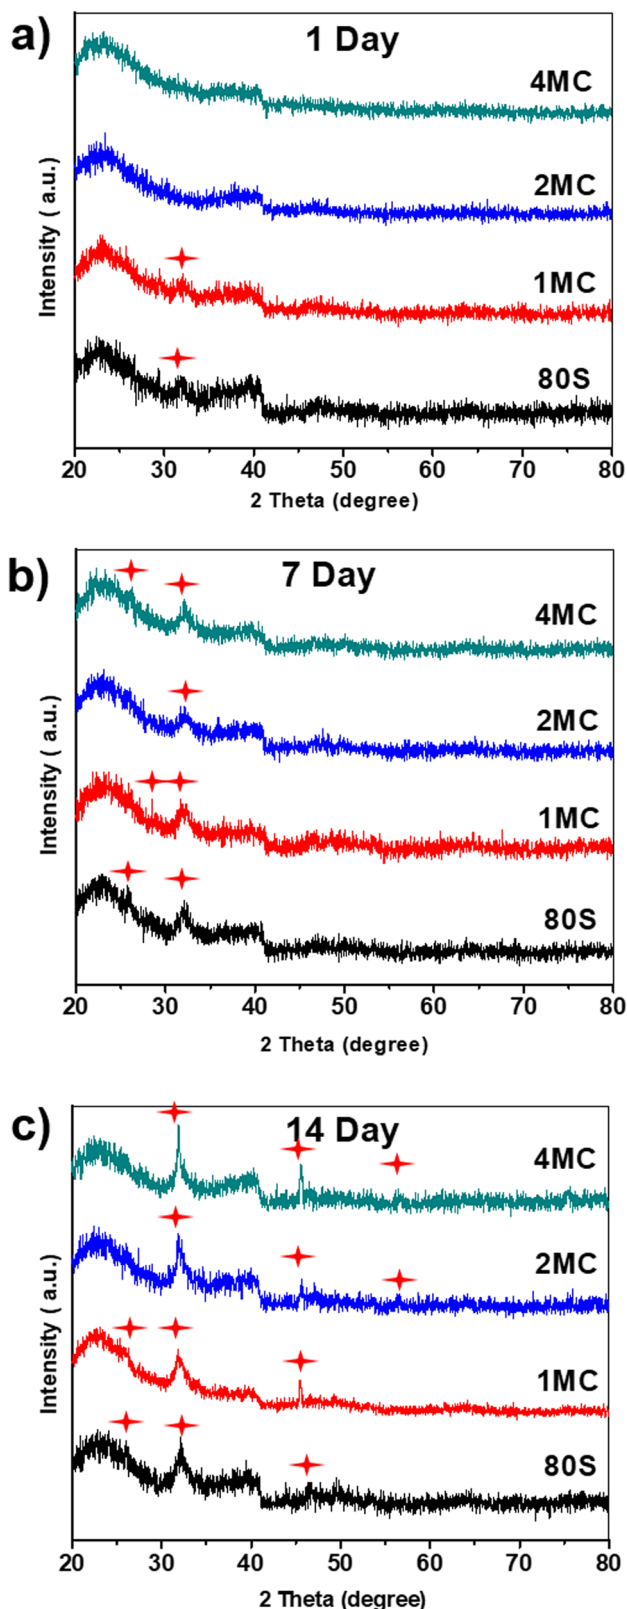 a)
1 Day
4MC
2MC
1MC
80S
Intensity ( a.u.)
20 30 40 50 60 70 80
2 Theta (degree)
b)
7 Day
4MC
2MC
1MC
80S
Intensity ( a.u.)
20 30 40 50 60 70 80
2 Theta (degree)
c)
14 Day
4MC
2MC
1MC
80S
Intensity ( a.u.)
20 30 40 50 60 70 80
2 Theta (degree)